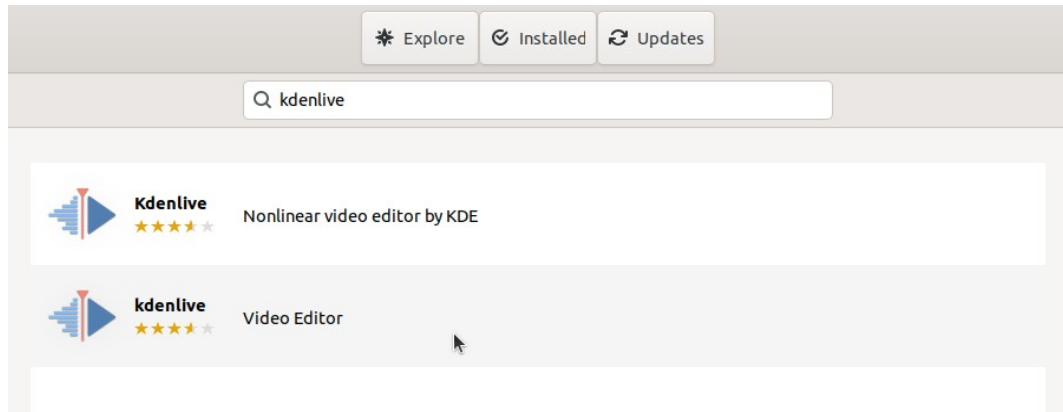 Explore Installed Updates
kdenlive
Kdenlive
Nonlinear video editor by KDE
kdenlive
Video Editor